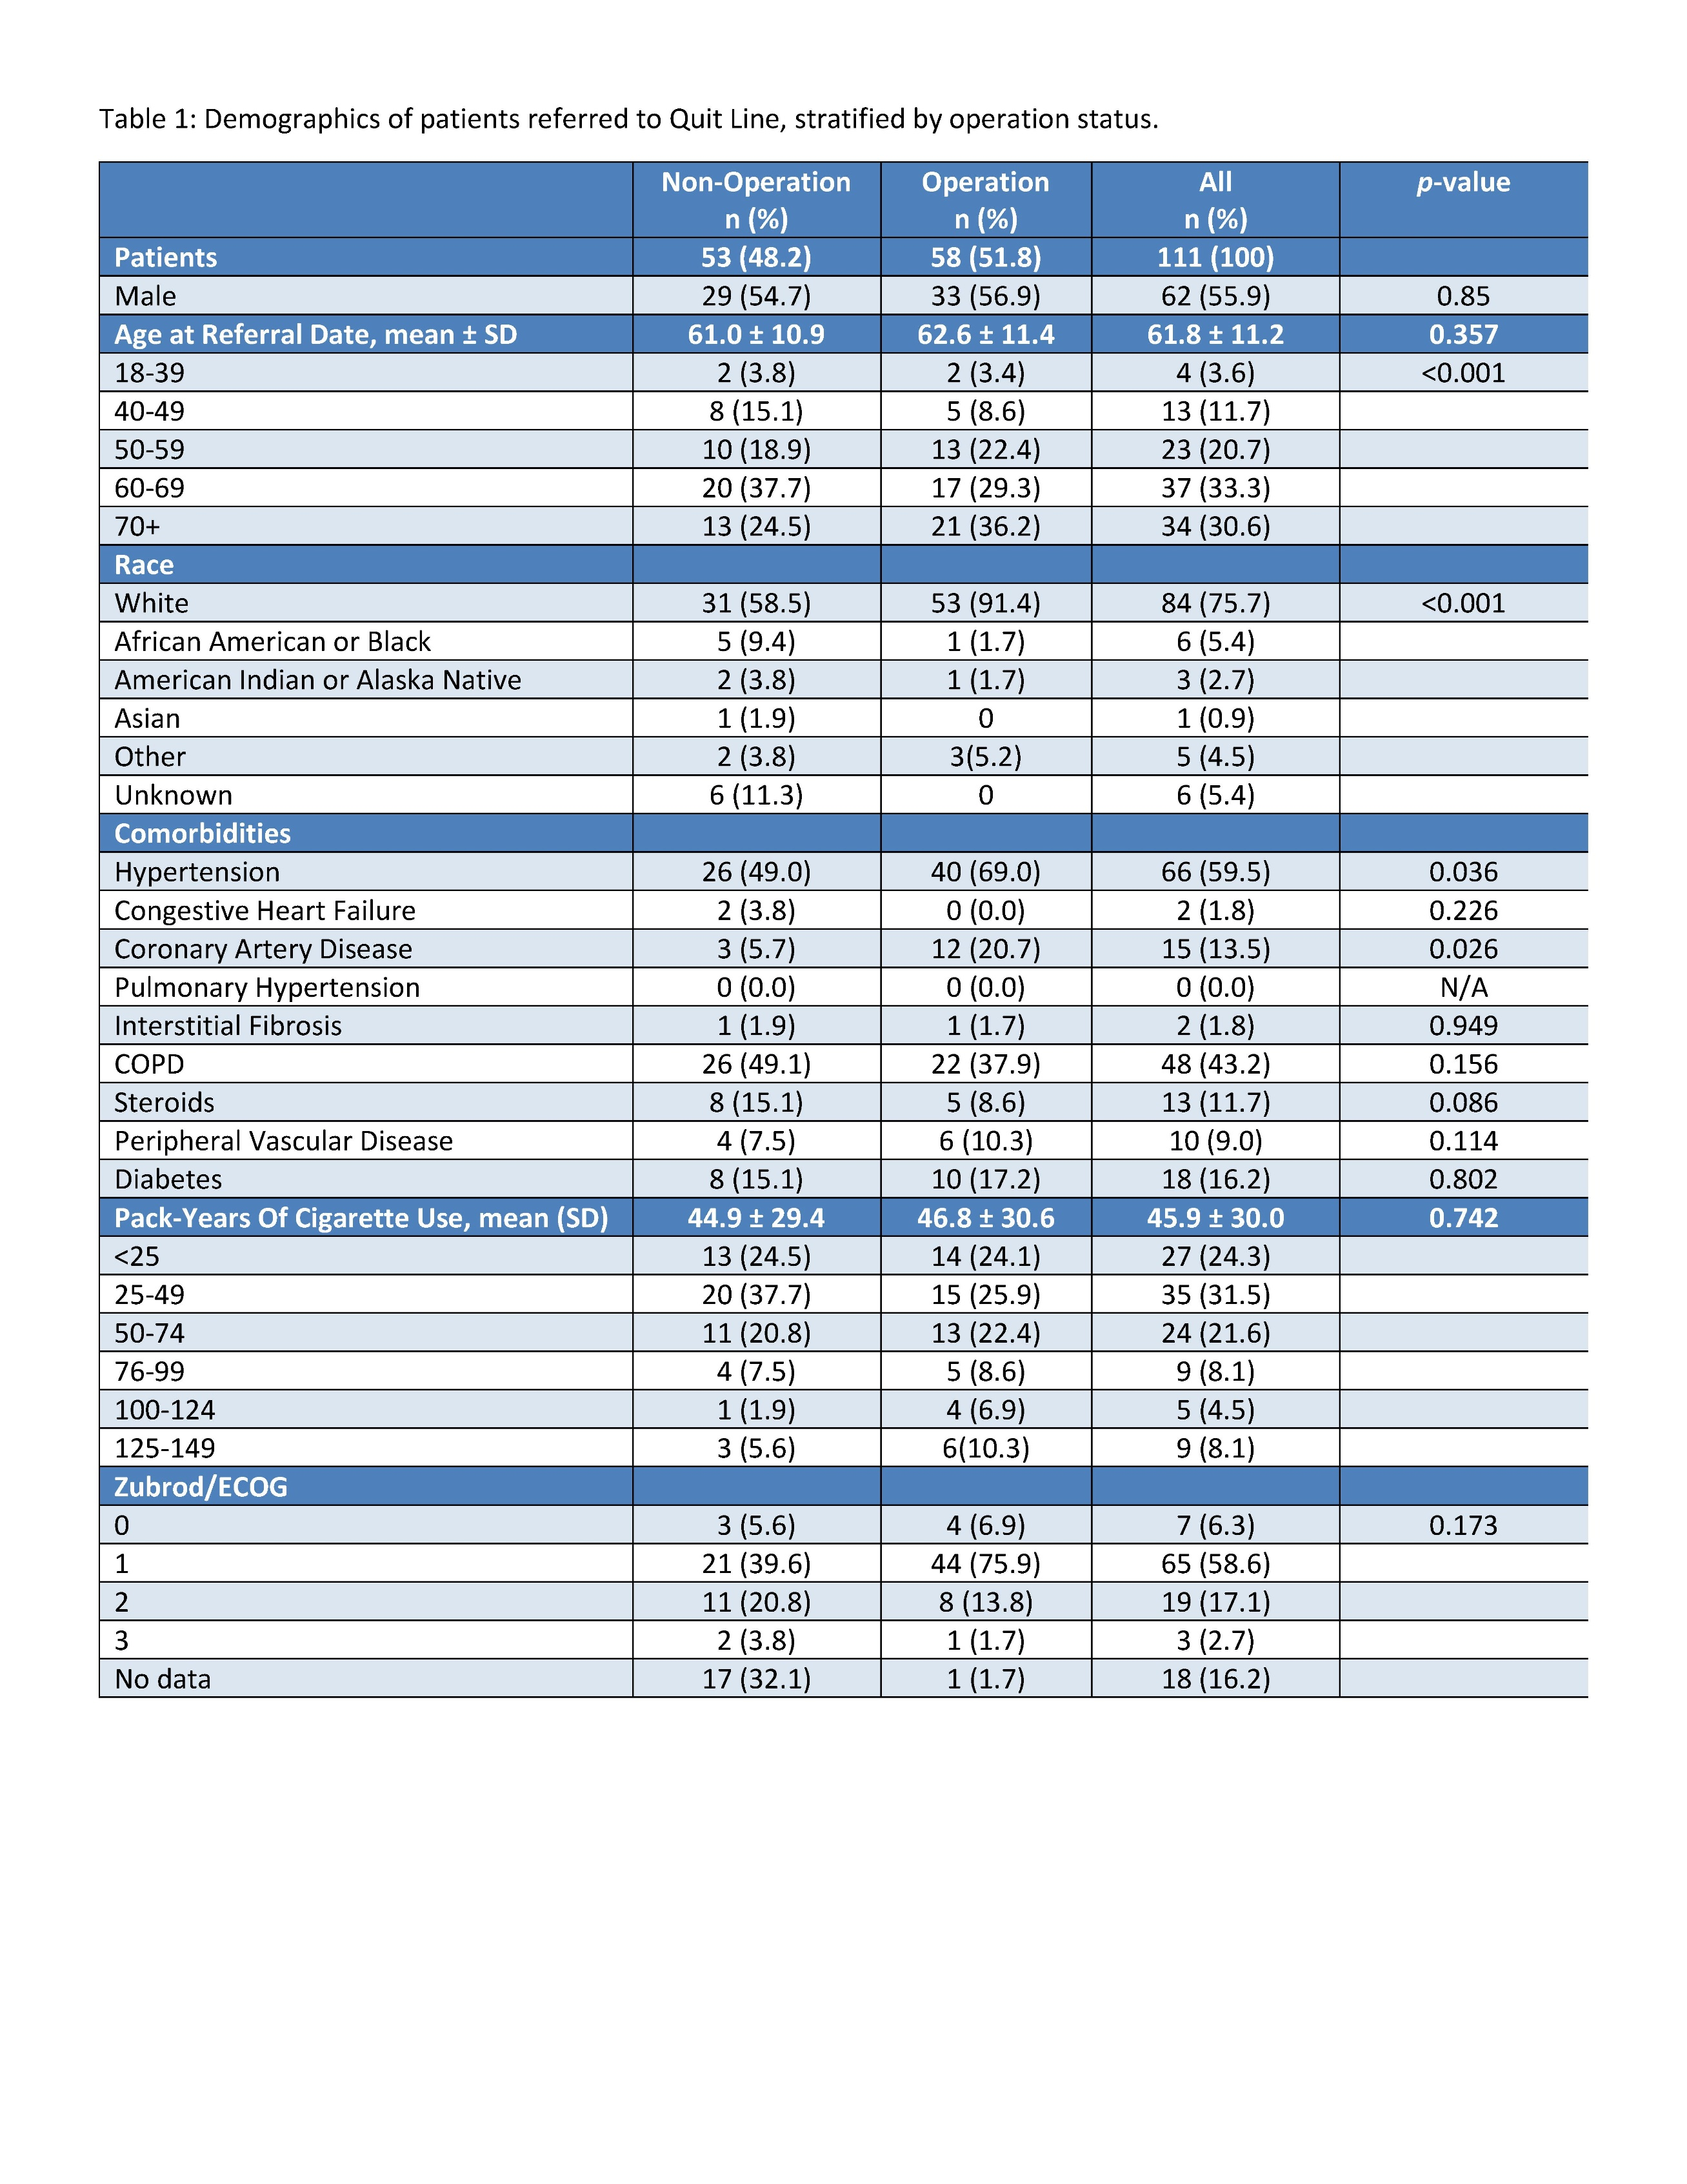 Table 1: Demographics of patients referred to Quit Line, stratified by operation status.
Non-Operation Operation All p-value
n (%) n (%) n (%)
Patients 53 (48.2) 58 (51.8) 111 (100)
Male 29 (54.7) 33 (56.9) 62 (55.9) 0.85
Age at Referral Date, mean ± SD 61.0 ± 10.9 62.6 ± 11.4 61.8 ± 11.2 0.357
18-39 2 (3.8) 2 (3.4) 4 (3.6) <0.001
40-49 8 (15.1) 5 (8.6) 13 (11.7)
50-59 10 (18.9) 13 (22.4) 23 (20.7)
60-69 20 (37.7) 17 (29.3) 37 (33.3)
70+ 13 (24.5) 21 (36.2) 34 (30.6)
Race
White 31 (58.5) 53 (91.4) 84 (75.7) <0.001
African American or Black 5 (9.4) 1 (1.7) 6 (5.4)
American Indian or Alaska Native 2 (3.8) 1 (1.7) 3 (2.7)
Asian 1 (1.9) 0 1 (0.9)
Other 2 (3.8) 3(5.2) 5 (4.5)
Unknown 6 (11.3) 0 6 (5.4)
Comorbidities
Hypertension 26 (49.0) 40 (69.0) 66 (59.5) 0.036
Congestive Heart Failure 2 (3.8) 0 (0.0) 2 (1.8) 0.226
Coronary Artery Disease 3 (5.7) 12 (20.7) 15 (13.5) 0.026
Pulmonary Hypertension 0 (0.0) 0 (0.0) 0 (0.0) N/A
Interstitial Fibrosis 1 (1.9) 1 (1.7) 2 (1.8) 0.949
COPD 26 (49.1) 22 (37.9) 48 (43.2) 0.156
Steroids 8 (15.1) 5 (8.6) 13 (11.7) 0.086
Peripheral Vascular Disease 4 (7.5) 6 (10.3) 10 (9.0) 0.114
Diabetes 8 (15.1) 10 (17.2) 18 (16.2) 0.802
Pack-Years Of Cigarette Use, mean (SD) 44.9 ± 29.4 46.8 ± 30.6 45.9 ± 30.0 0.742
<25 13 (24.5) 14 (24.1) 27 (24.3)
25-49 20 (37.7) 15 (25.9) 35 (31.5)
50-74 11 (20.8) 13 (22.4) 24 (21.6)
76-99 4 (7.5) 5 (8.6) 9 (8.1)
100-124 1 (1.9) 4 (6.9) 5 (4.5)
125-149 3 (5.6) 6(10.3) 9 (8.1)
Zubrod/ECOG
0 3 (5.6) 4 (6.9) 7 (6.3) 0.173
1 21 (39.6) 44 (75.9) 65 (58.6)
2 11 (20.8) 8 (13.8) 19 (17.1)
3 2 (3.8) 1 (1.7) 3 (2.7)
No data 17 (32.1) 1 (1.7) 18 (16.2)